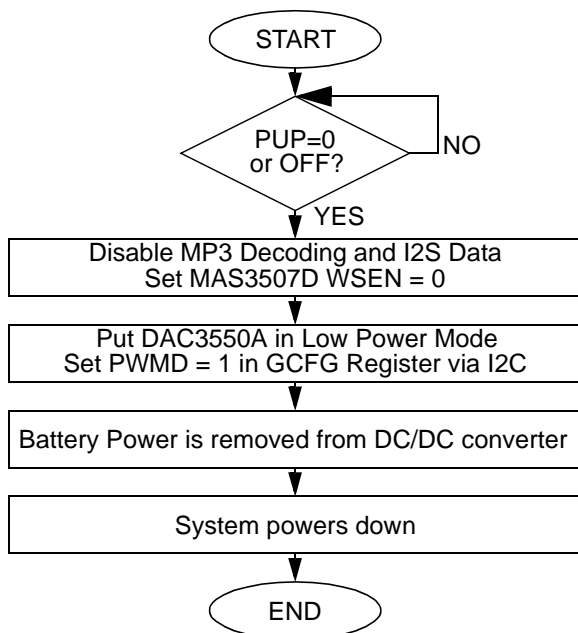 START
PUP=0
or OFF?
NO
YES
Disable MP3 Decoding and I2S Data
Set MAS3507D WSEN = 0
Put DAC3550A in Low Power Mode
Set PWMD = 1 in GCFG Register via I2C
Battery Power is removed from DC/DC converter
System powers down
END